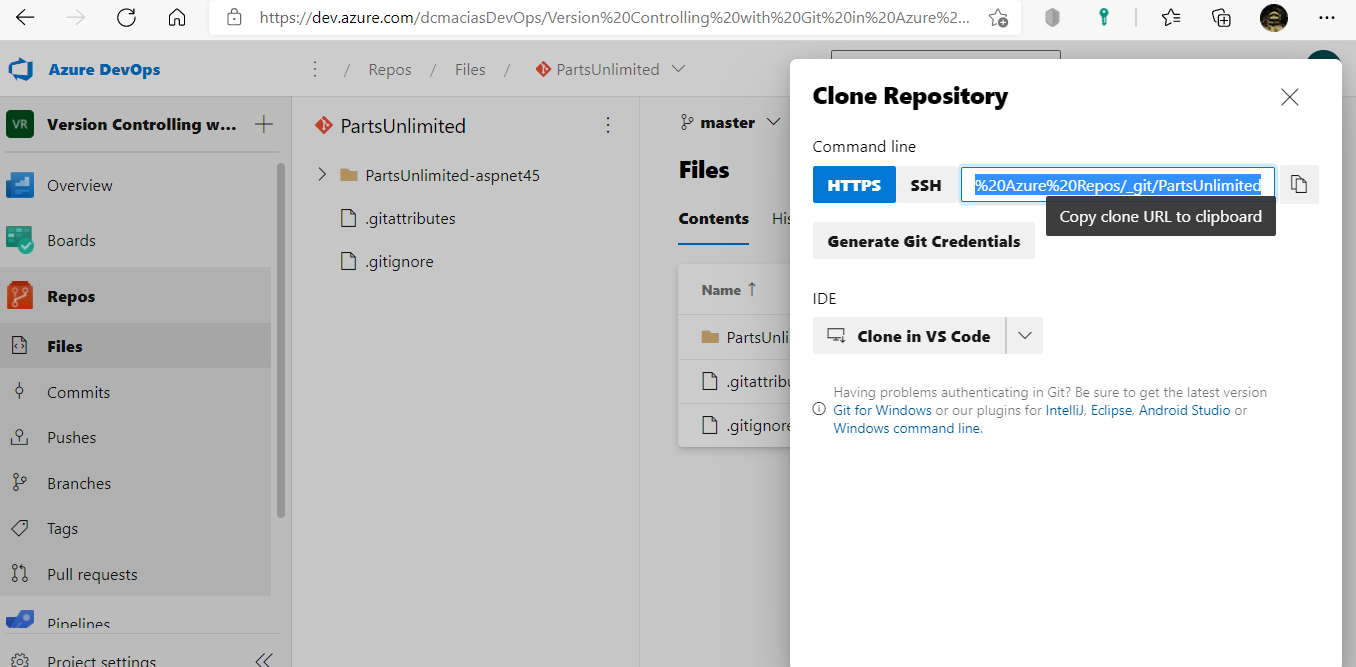 https://dev.azure.com/dcmaciasDevOps/Version%20Controlling%20with%20Git%20in%20Azure%2...
Azure DevOps
/ Repos / Files / PartsUnlimited
VR Version Controlling w...
Overview
Boards
Repos
Files
Commits
Pushes
Branches
Tags
Pull requests
Pipelines
Project settings
PartsUnlimited
PartsUnlimited-aspnet45
.gitattributes
.gitignore
master
Files
Contents His
Name ↑
PartsUnli
.gitattribu
.gitignore
Clone Repository
Command line
HTTPS SSH %20Azure%20Repos/_git/PartsUnlimited
Copy clone URL to clipboard
Generate Git Credentials
IDE
Clone in VS Code
Having problems authenticating in Git? Be sure to get the latest version
Git for Windows or our plugins for IntelliJ, Eclipse, Android Studio or
Windows command line.